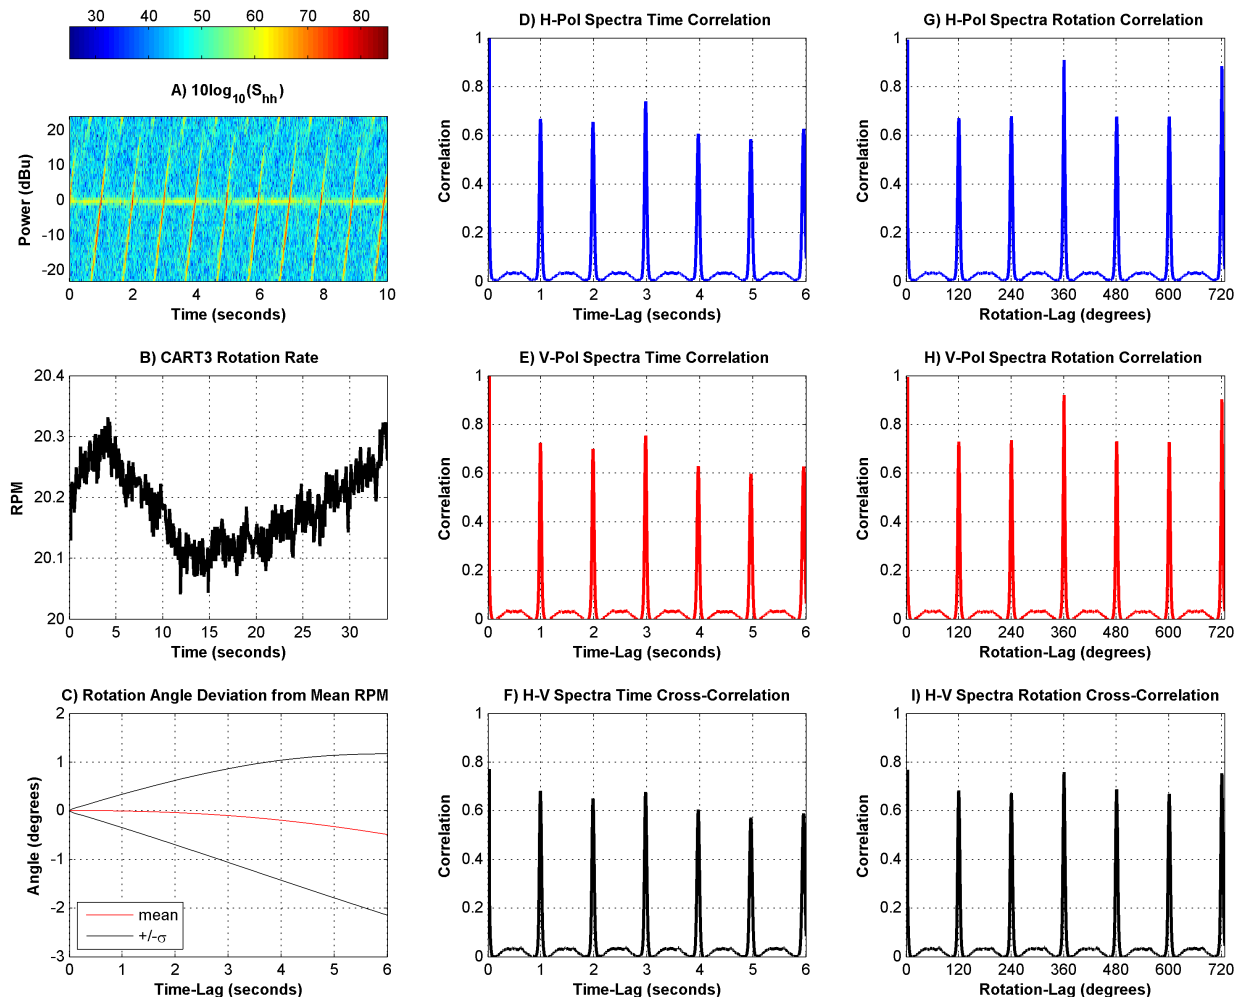 30 40 50 60 70 80
A) 10log10(Shh)
Power (dBu)
20
10
0
-10
-20
0 2 4 6 8 10
Time (seconds)
B) CART3 Rotation Rate
RPM
20.4
20.3
20.2
20.1
20
0 5 10 15 20 25 30
Time (seconds)
C) Rotation Angle Deviation from Mean RPM
Angle (degrees)
2
1
0
-1
-2
-3
mean
+/-σ
0 1 2 3 4 5 6
Time-Lag (seconds)
D) H-Pol Spectra Time Correlation
Correlation
1
0.8
0.6
0.4
0.2
0
0 1 2 3 4 5 6
Time-Lag (seconds)
E) V-Pol Spectra Time Correlation
Correlation
1
0.8
0.6
0.4
0.2
0
0 1 2 3 4 5 6
Time-Lag (seconds)
F) H-V Spectra Time Cross-Correlation
Correlation
1
0.8
0.6
0.4
0.2
0
0 1 2 3 4 5 6
Time-Lag (seconds)
G) H-Pol Spectra Rotation Correlation
Correlation
1
0.8
0.6
0.4
0.2
0
0 120 240 360 480 600 720
Rotation-Lag (degrees)
H) V-Pol Spectra Rotation Correlation
Correlation
1
0.8
0.6
0.4
0.2
0
0 120 240 360 480 600 720
Rotation-Lag (degrees)
I) H-V Spectra Rotation Cross-Correlation
Correlation
1
0.8
0.6
0.4
0.2
0
0 120 240 360 480 600 720
Rotation-Lag (degrees)